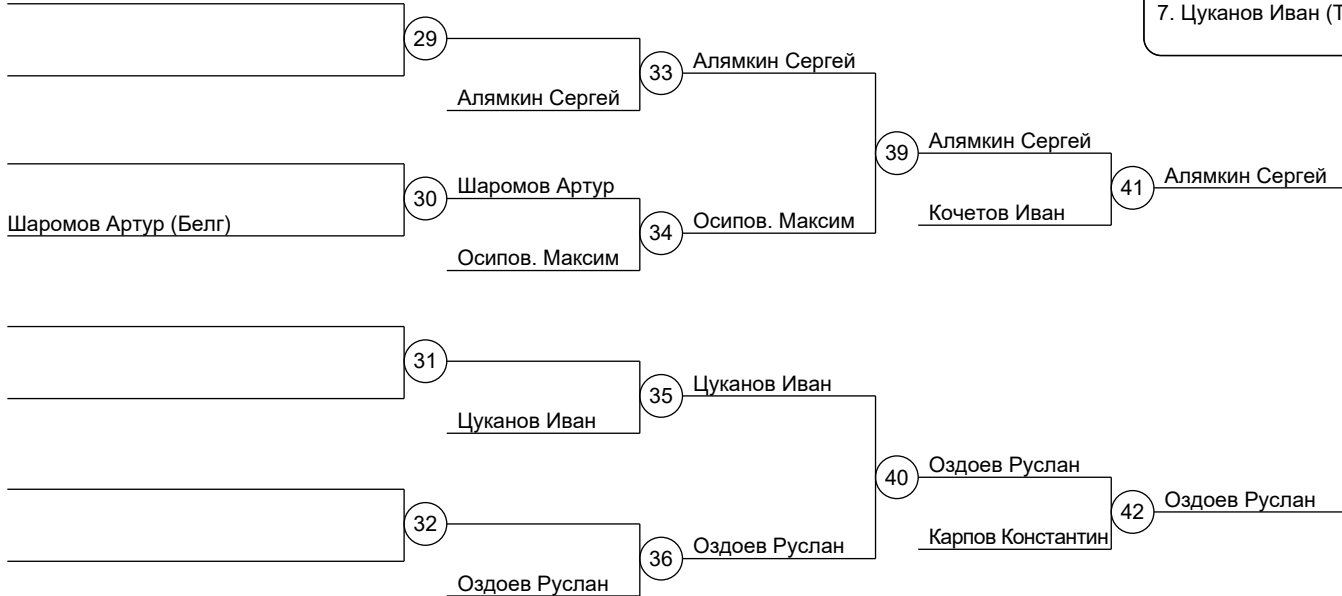 7. Цуканов Иван (Т
29
33
Алямкин Сергей
Алямкин Сергей
39
Алямкин Сергей
41
Алямкин Сергей
30
Шаромов Артур
Шаромов Артур (Белг)
34
Осипов. Максим
Кочетов Иван
Осипов. Максим
31
35
Цуканов Иван
Цуканов Иван
40
Оздоев Руслан
42
Оздоев Руслан
32
Карпов Константин
36
Оздоев Руслан
Оздоев Руслан